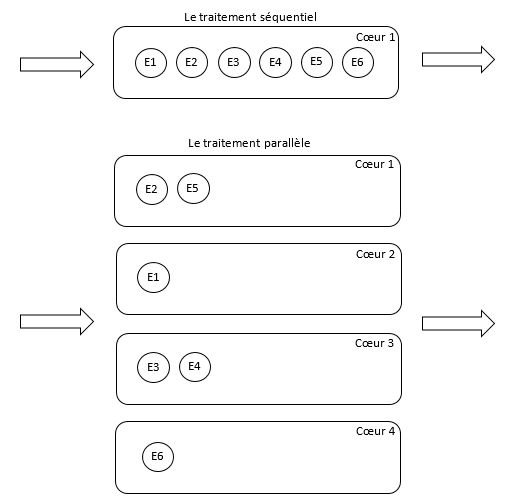 Le traitement séquentiel
Cœur 1
E1 E2 E3 E4 E5 E6
Le traitement parallèle
Cœur 1
E2 E5
Cœur 2
E1
Cœur 3
E3 E4
Cœur 4
E6